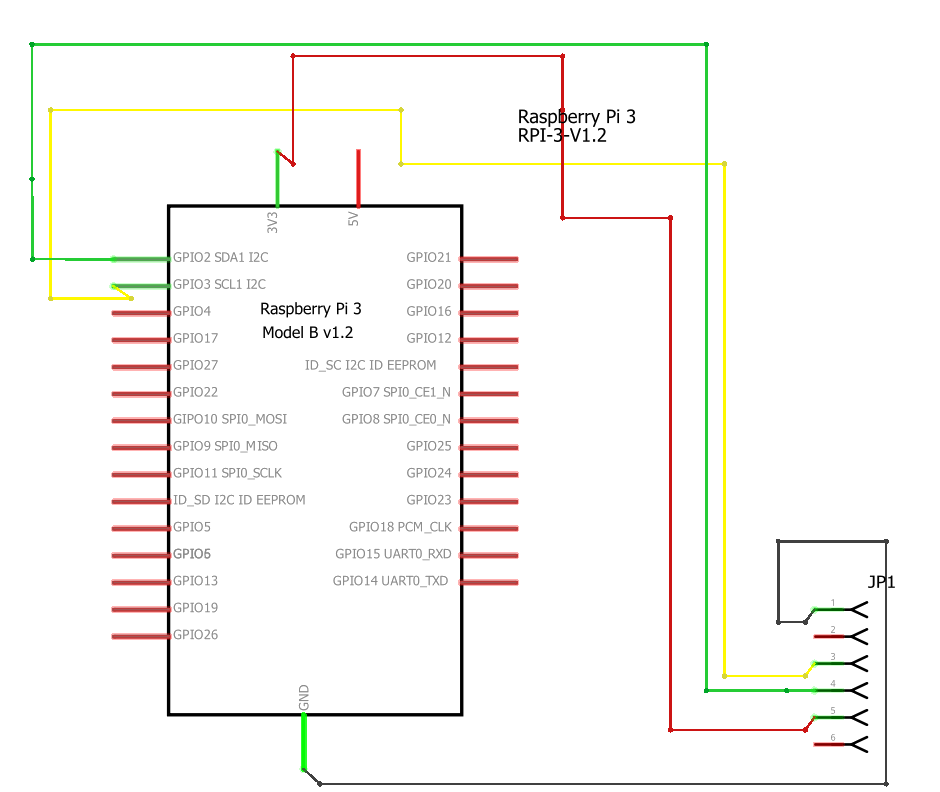 Raspberry Pi 3
RPI-3-V1.2
3V3
5V
GPIO2 SDA1 I2C
GPIO21
GPIO3 SCL1 I2C
GPIO20
Raspberry Pi 3
Model B v1.2
GPIO4
GPIO16
GPIO17
GPIO12
GPIO27
ID_SC I2C ID EEPROM
GPIO22
GPIO7 SPI0_CE1_N
GIPO10 SPI0_MOSI
GPIO8 SPI0_CE0_N
GPIO9 SPI0_MISO
GPIO25
GPIO11 SPI0_SCLK
GPIO24
ID_SD I2C ID EEPROM
GPIO23
GPIO5
GPIO18 PCM_CLK
GPIO6
GPIO15 UART0_RXD
GPIO13
GPIO14 UART0_TXD
GPIO19
GPIO26
GND
JP1
1
2
3
4
5
6